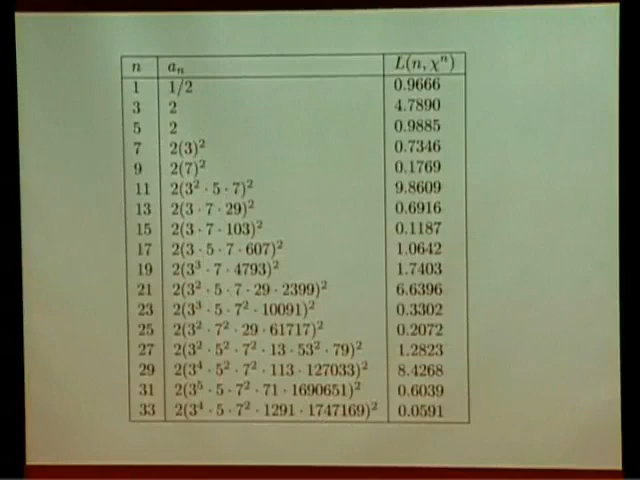 n a_n L(n, χ^n)
1 1/2 0.9666
3 2 4.7890
5 2 0.9885
7 2(3)^2 0.7346
9 2(7)^2 0.1769
11 2(3^2 · 5 · 7)^2 9.8609
13 2(3 · 7 · 29)^2 0.6916
15 2(3 · 7 · 103)^2 0.1187
17 2(3 · 5 · 7 · 607)^2 1.0642
19 2(3^3 · 7 · 4793)^2 1.7403
21 2(3^2 · 5 · 7 · 29 · 2399)^2 6.6396
23 2(3^3 · 5 · 7^2 · 10091)^2 0.3302
25 2(3^2 · 7^2 · 29 · 61717)^2 0.2072
27 2(3^2 · 5^2 · 7^2 · 13 · 53^2 · 79)^2 1.2823
29 2(3^4 · 5^2 · 7^2 · 113 · 127033)^2 8.4268
31 2(3^5 · 5 · 7^2 · 71 · 1690651)^2 0.6039
33 2(3^4 · 5 · 7^2 · 1291 · 1747169)^2 0.0591